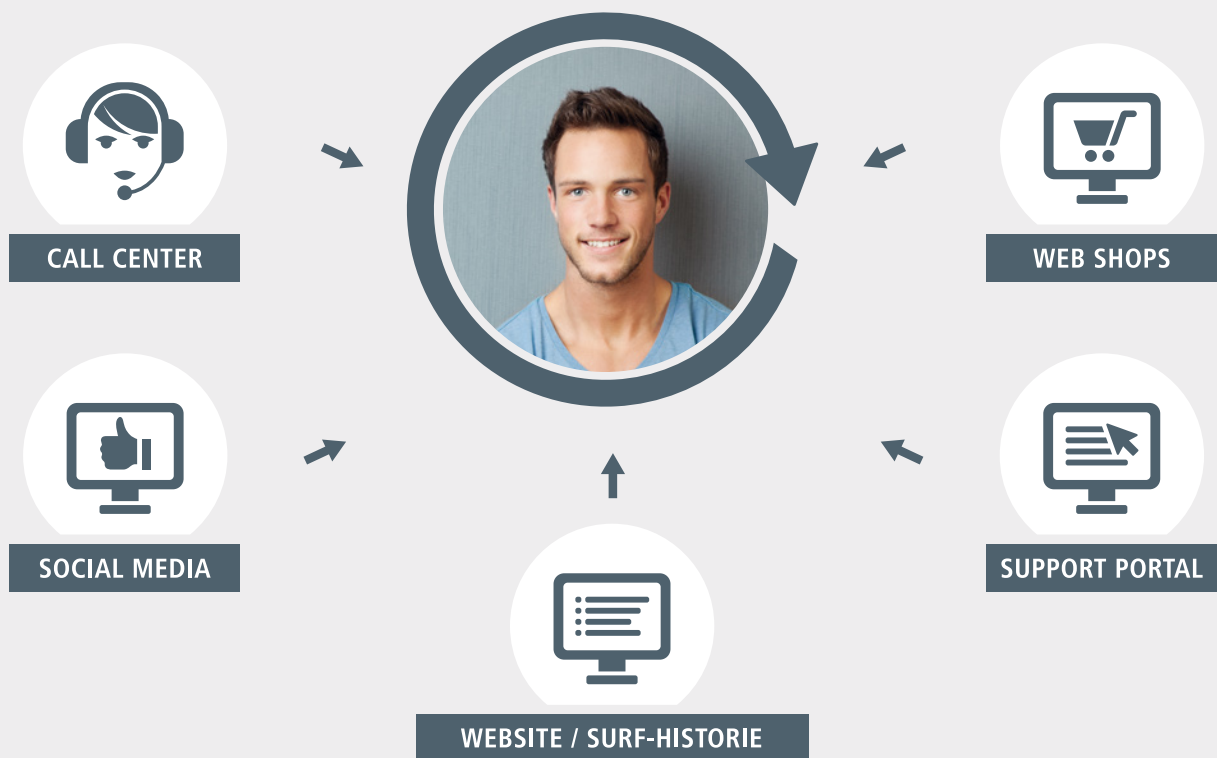 CALL CENTER
WEB SHOPS
SOCIAL MEDIA
SUPPORT PORTAL
WEBSITE / SURF-HISTORIE